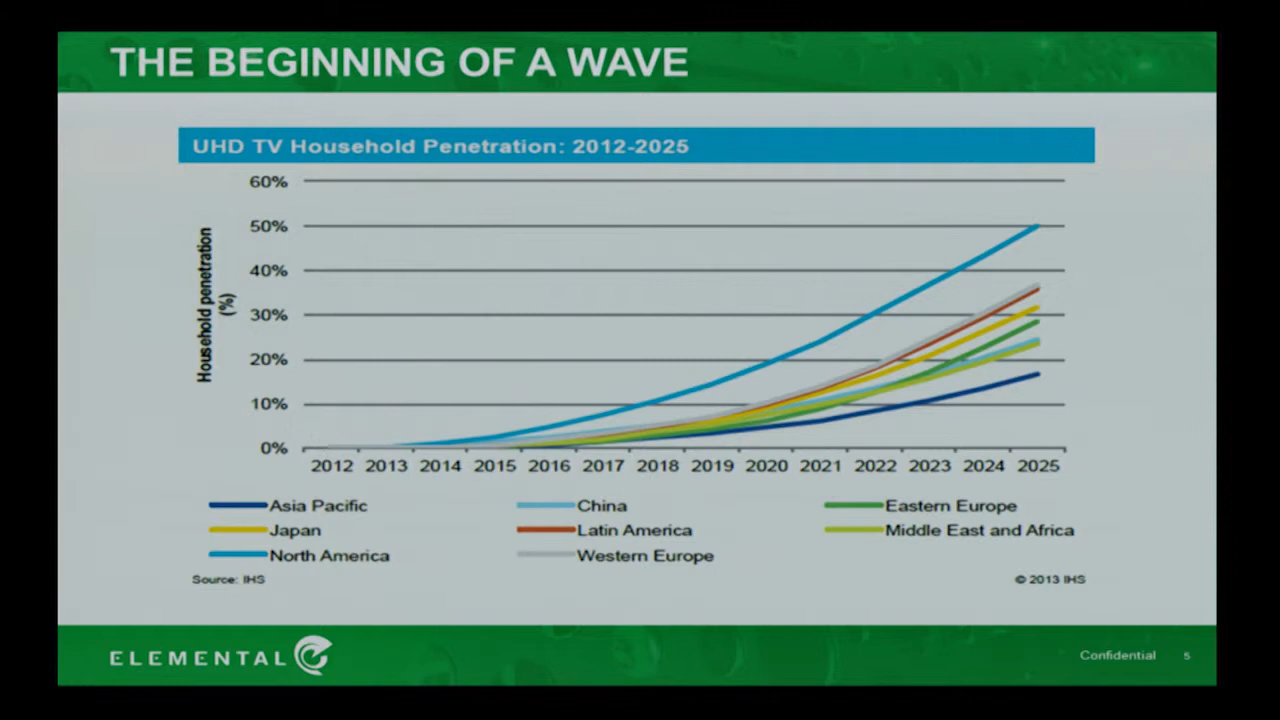 THE BEGINNING OF A WAVE
UHD TV Household Penetration: 2012-2025
Household penetration
(%)
60%
50%
40%
30%
20%
10%
0%
2012 2013 2014 2015 2016 2017 2018 2019 2020 2021 2022 2023 2024 2025
Asia Pacific China Eastern Europe
Japan Latin America Middle East and Africa
North America Western Europe
Source: IHS © 2013 IHS
ELEMENTAL Confidential 5